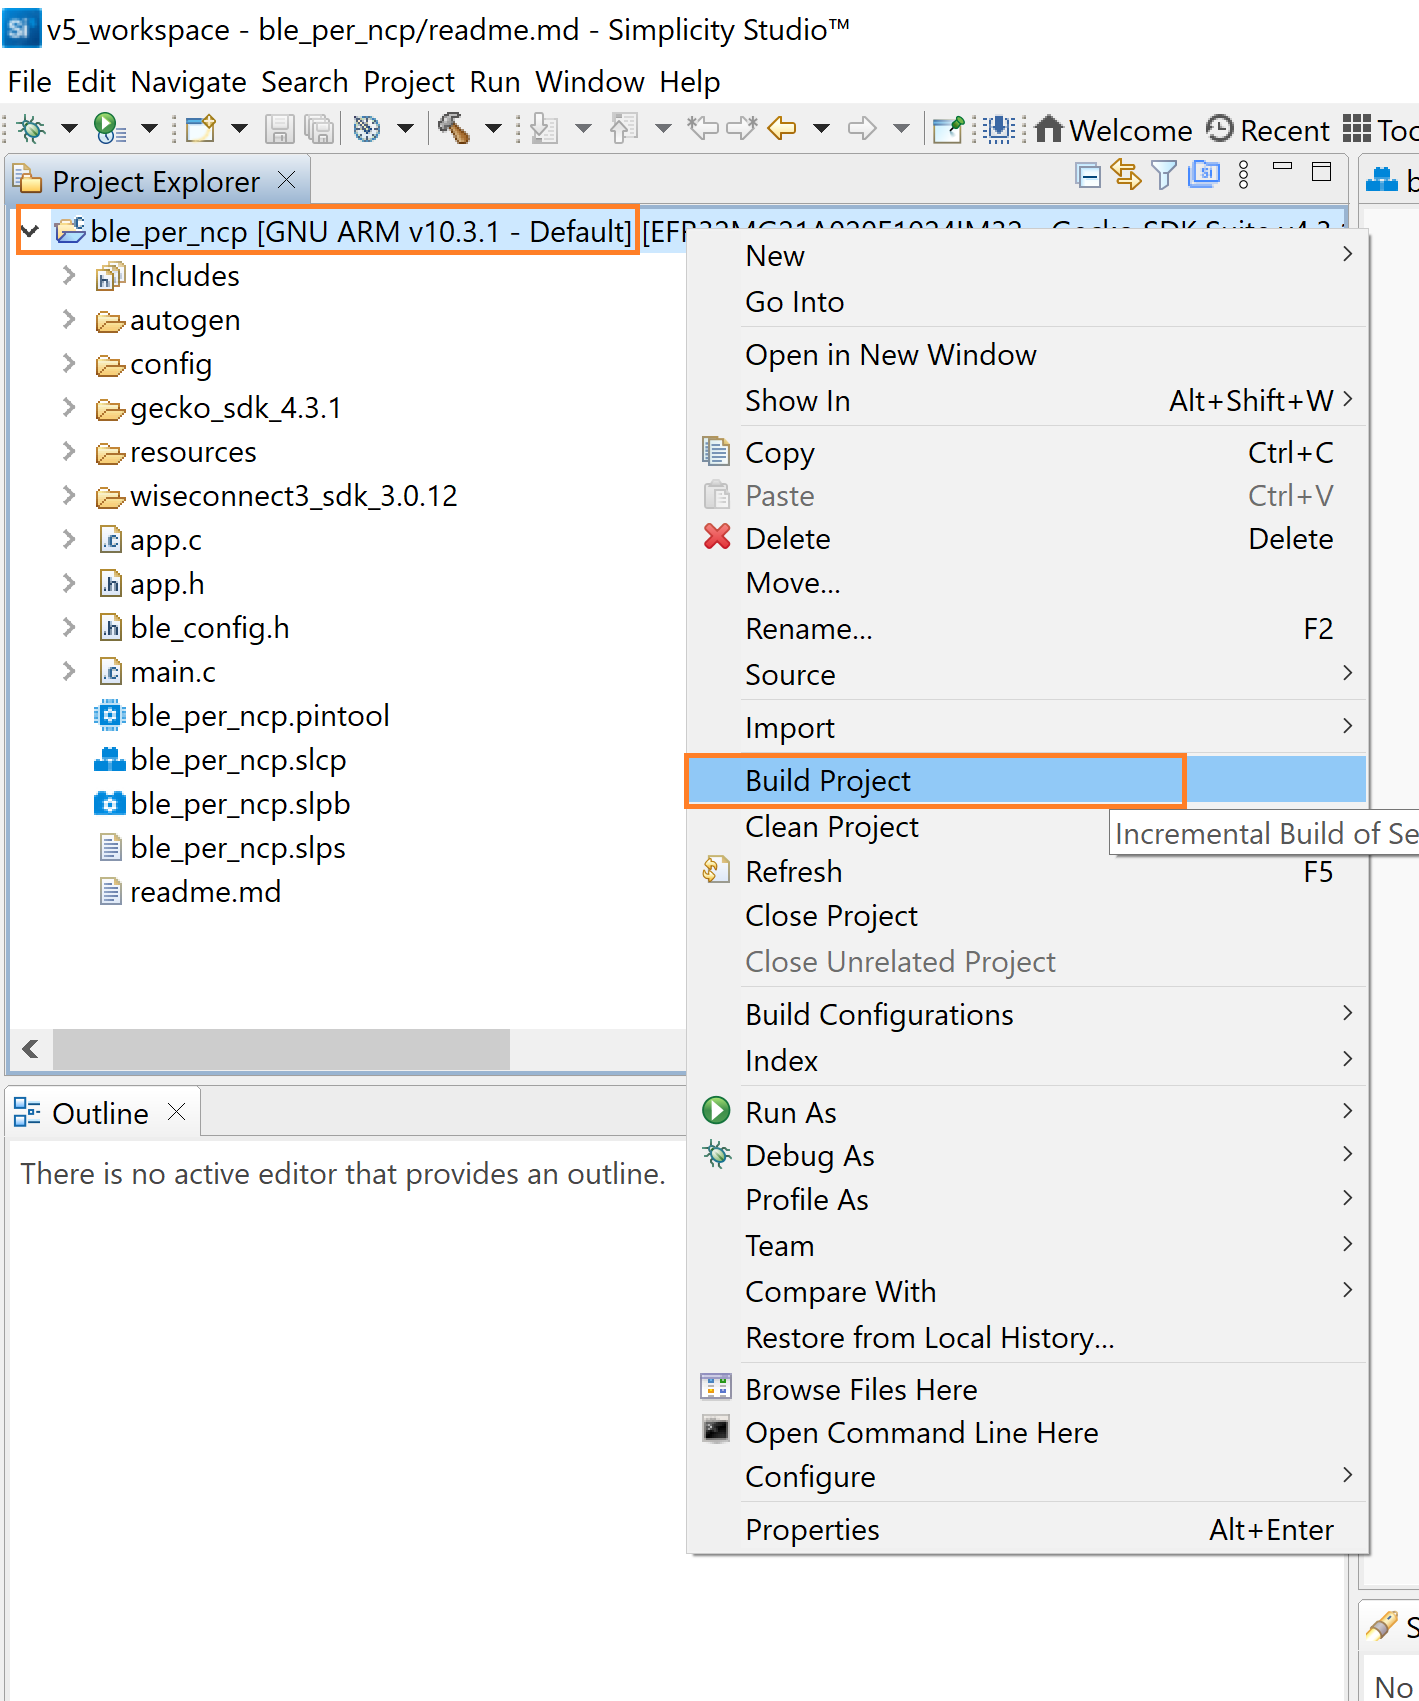 v5_workspace - ble_per_ncp/readme.md - Simplicity Studio™
File Edit Navigate Search Project Run Window Help
Welcome Recent
Project Explorer
ble_per_ncp [GNU ARM v10.3.1 - Default]
Includes
autogen
config
gecko_sdk_4.3.1
resources
wiseconnect3_sdk_3.0.12
app.c
app.h
ble_config.h
main.c
ble_per_ncp.pintool
ble_per_ncp.slcp
ble_per_ncp.slpb
ble_per_ncp.slps
readme.md
Outline
There is no active editor that provides an outline.
New
Go Into
Open in New Window
Show In Alt+Shift+W
Copy Ctrl+C
Paste Ctrl+V
Delete Delete
Move...
Rename... F2
Source
Import
Build Project
Clean Project
Incremental Build of Se
Refresh F5
Close Project
Close Unrelated Project
Build Configurations
Index
Run As
Debug As
Profile As
Team
Compare With
Restore from Local History...
Browse Files Here
Open Command Line Here
Configure
Properties Alt+Enter
No